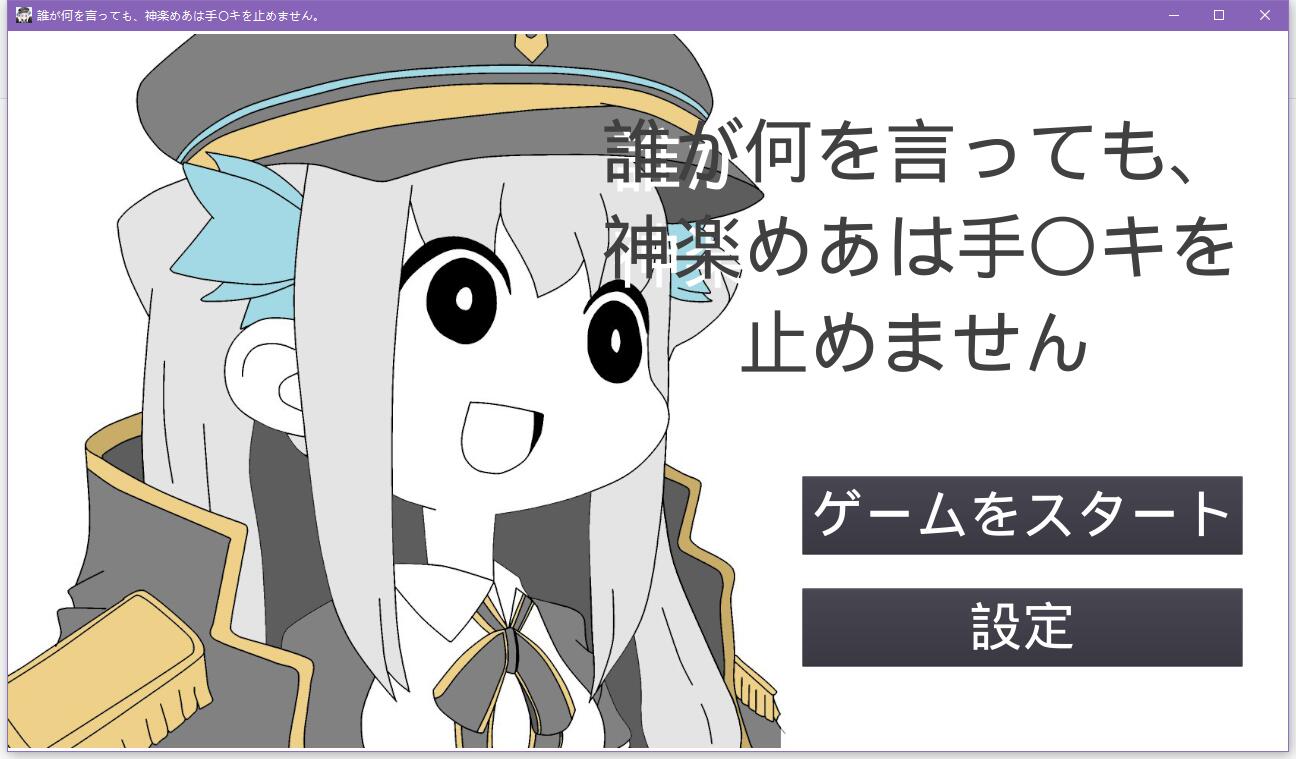 誰が何を言っても、神楽めあは手〇キを止めません。
誰が何を言っても、
神楽めあは手〇キを
止めません
ゲームをスタート
設定